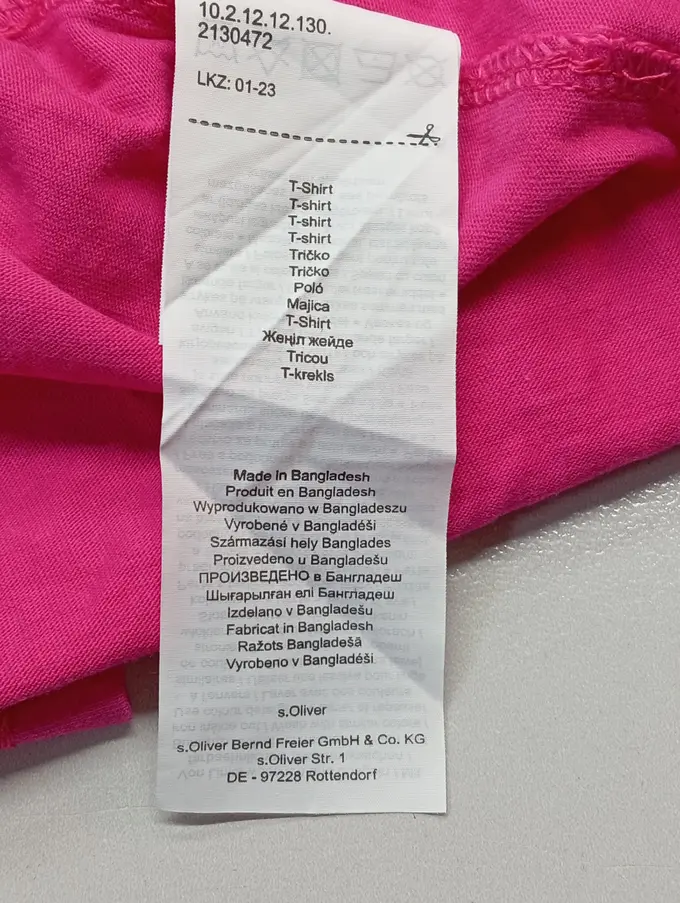 10.2.12.12.130.
2130472
LKZ: 01-23
T-Shirt
T-shirt
T-shirt
T-shirt
Tričko
Tričko
Poló
Majica
T-Shirt
Жеңіл жейде
Tricou
T-krekls
Made in Bangladesh
Produit en Bangladesh
Wyprodukowano w Bangladeszu
Vyrobené v Bangladéši
Származási hely Banglades
Proizvedeno u Bangladešu
ПРОИЗВЕДЕНО в Бангладеш
Шығарылған елі Бангладеш
Izdelano v Bangladešu
Fabricat in Bangladesh
Ražots Bangladešā
Vyrobeno v Bangladéši
s.Oliver
s.Oliver Bernd Freier GmbH & Co. KG
s.Oliver Str. 1
DE - 97228 Rottendorf